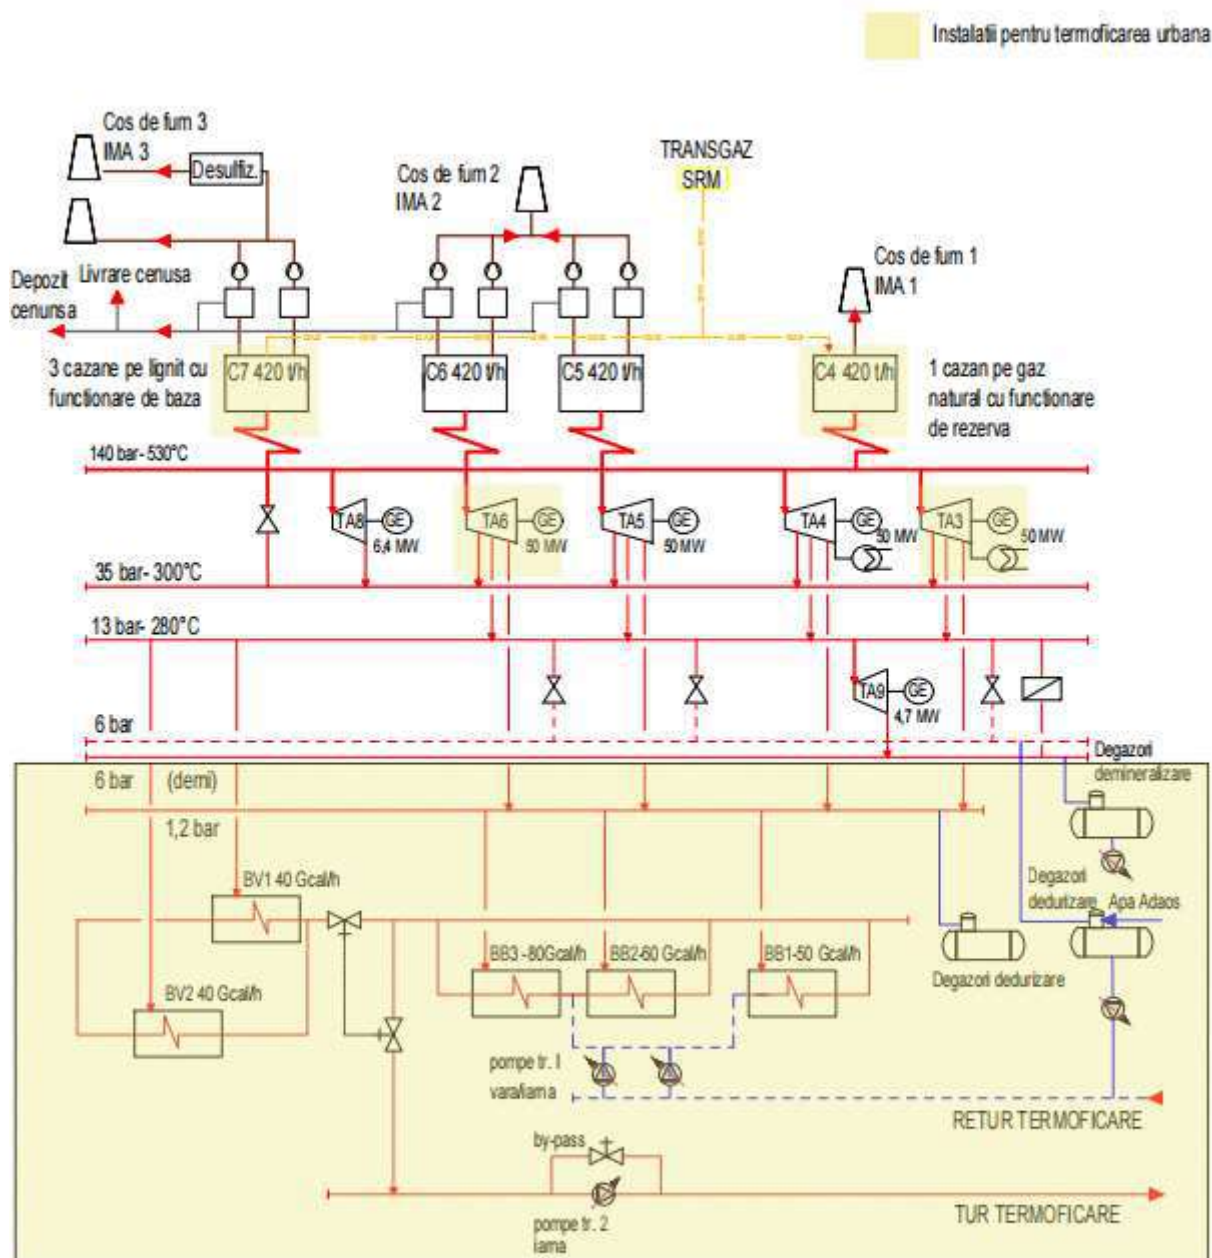 Instalatii pentru termoficarea urbana
Cos de fum 3
IMA 3
Desulfiz.
Cos de fum 2
IMA 2
TRANSGAZ
SRM
Cos de fum 1
IMA 1
Depozit
cenunsa
Livrare cenusa
3 cazane pe lignit cu
functionare de baza
C7 420 t/h
C6 420 t/h
C5 420 t/h
C4 420 t/h
1 cazan pe gaz
natural cu functionare
de rezerva
140 bar- 530°C
TA8
GE
6,4 MW
TA6
GE
50 MW
TA5
GE
50 MW
TA4
GE
50 MW
TA3
GE
50 MW
35 bar- 300°C
13 bar- 280°C
TA9
GE
4,7 MW
6 bar
6 bar (demi)
1,2 bar
Degazori
demineralizare
BV1 40 Gcal/h
BV2 40 Gcal/h
BB3 -80Gcal/h
BB2-60 Gcal/h
BB1-50 Gcal/h
Degazori
dedurizare
Apa Adaos
Degazori dedurizare
pompe tr. I
vara/iarna
RETUR TERMOFICARE
by-pass
TUR TERMOFICARE
pompe tr. 2
iarna